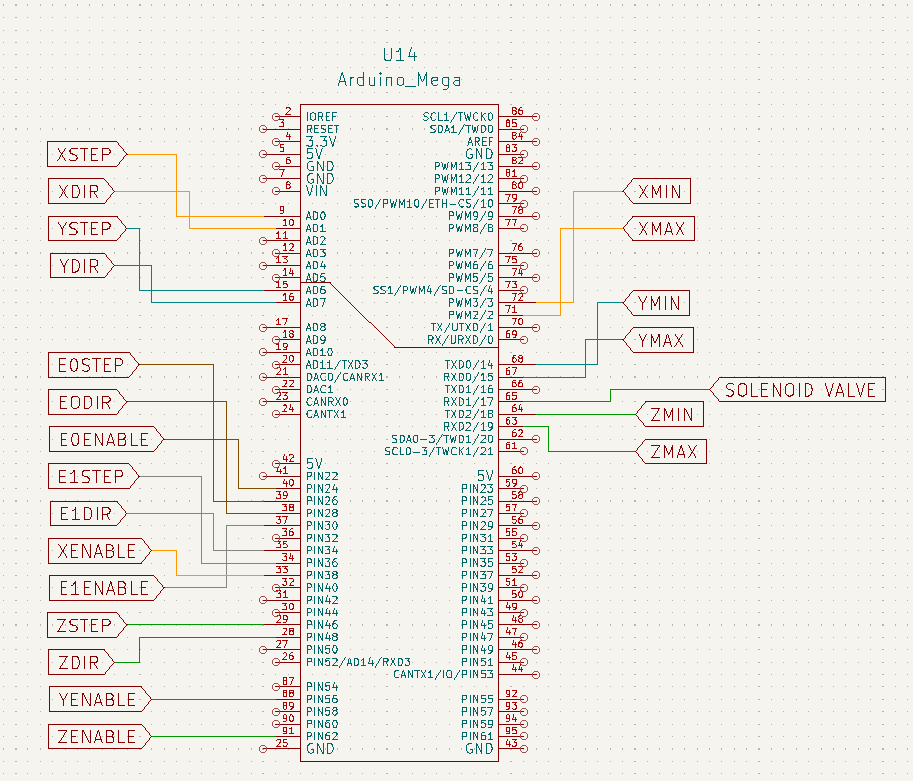 U14
Arduino_Mega
XSTEP
XDIR
YSTEP
YDIR
E0STEP
E0DIR
E0ENABLE
E1STEP
E1DIR
XENABLE
E1ENABLE
ZSTEP
ZDIR
YENABLE
ZENABLE
2 IOREF
3 RESET
4 3.3V
5 5V
6 GND
7 GND
8 VIN
9 AD0
10 AD1
11 AD2
12 AD3
13 AD4
14 AD5
15 AD6
16 AD7
17 AD8
18 AD9
19 AD10
20 AD11/TXD3
21 DAC0/CANRX1
22 DAC1
23 CANRX0
24 CANTX1
42 5V
41 PIN22
40 PIN24
39 PIN26
38 PIN28
37 PIN30
36 PIN32
35 PIN34
34 PIN36
33 PIN38
32 PIN40
31 PIN42
30 PIN44
29 PIN46
28 PIN48
27 PIN50
26 PIN52/AD14/RXD3
87 PIN54
88 PIN56
89 PIN58
90 PIN60
91 PIN62
25 GND
SCL1/TWCK0 86
SDA1/TWD0 85
AREF 84
GND 83
PWM13/13 82
PWM12/12 81
PWM11/11 80
SS0/PWM10/ETH-CS/10 79
PWM9/9 78
PWM8/8 77
PWM7/7 76
PWM6/6 75
PWM5/5 74
SS1/PWM4/SD-CS/4 73
PWM3/3 72
PWM2/2 71
TX/UTXD/1 70
RX/URXD/0 69
TXD0/14 68
RXD0/15 67
TXD1/16 66
RXD1/17 65
TXD2/18 64
RXD2/19 63
SDA0-3/TWD1/20 62
SCL0-3/TWCK1/21 61
5V 60
PIN23 59
PIN25 58
PIN27 57
PIN29 56
PIN31 55
PIN33 54
PIN35 53
PIN37 52
PIN39 51
PIN41 50
PIN43 49
PIN45 48
PIN47 47
PIN49 46
PIN51 45
CANTX1/IO/PIN53 44
PIN55 92
PIN57 93
PIN59 94
PIN61 95
GND 43
XMIN
XMAX
YMIN
YMAX
SOLENOID VALVE
ZMIN
ZMAX